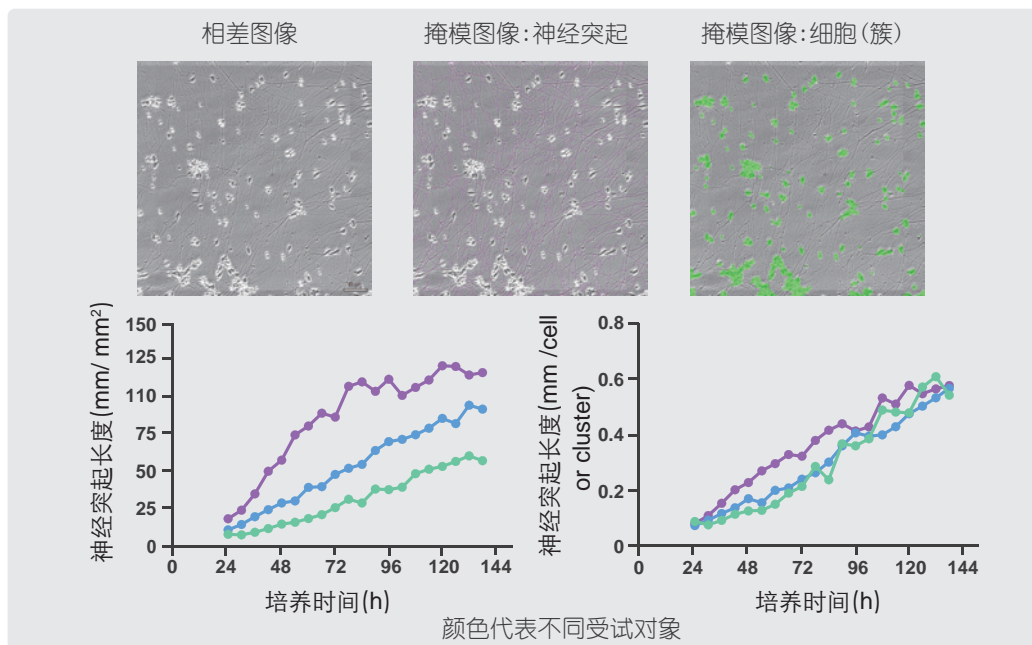 相差图像
掩模图像:神经突起
掩模图像:细胞(簇)
神经突起长度(mm/ mm²)
150
125
110
75
50
25
0
0 24 48 72 96 120 144
培养时间(h)
神经突起长度(mm /cell
or cluster)
0.8
0.6
0.4
0.2
0
0 24 48 72 96 120 144
培养时间(h)
颜色代表不同受试对象